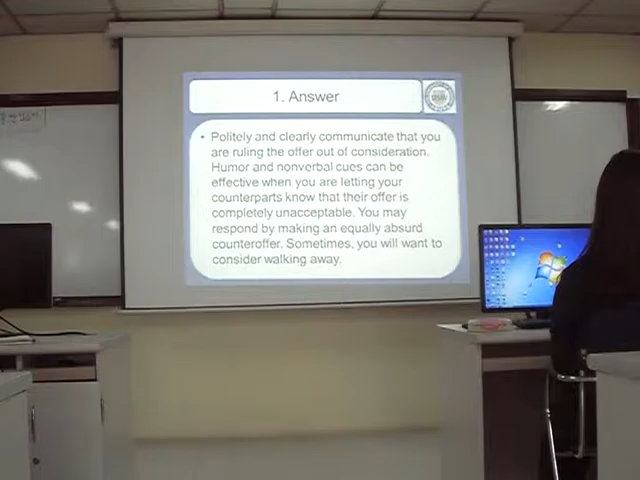 1. Answer
• Politely and clearly communicate that you
are ruling the offer out of consideration.
Humor and nonverbal cues can be
effective when you are letting your
counterparts know that their offer is
completely unacceptable. You may
respond by making an equally absurd
counteroffer. Sometimes, you will want to
consider walking away.